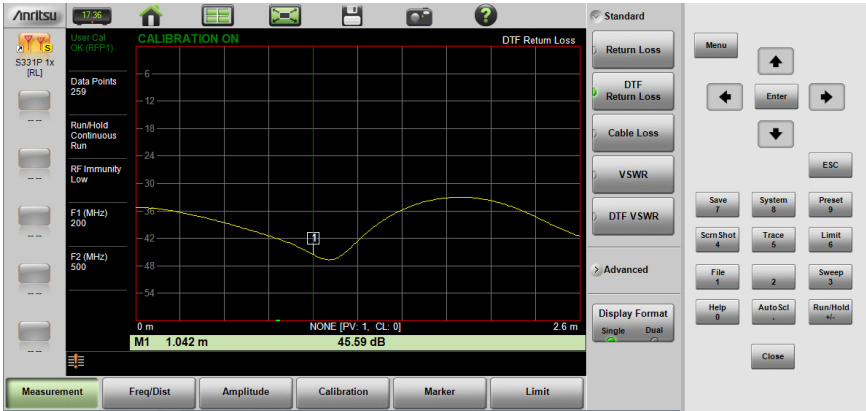 Anritsu
17:36
S331P 1x
[RL]
-- --
-- --
-- --
-- --
-- --
User Cal
OK (RFP1)
Data Points
259
Run/Hold
Continuous
Run
RF Immunity
Low
F1 (MHz)
200
F2 (MHz)
500
CALIBRATION ON
DTF Return Loss
-6
-12
-18
-30
-36
-42
-48
-54
1
0 m
NONE [PV: 1, CL: 0]
2.6 m
M1 1.042 m 45.59 dB
Measurement
Freq/Dist
Amplitude
Calibration
Marker
Limit
Standard
Return Loss
DTF
Return Loss
Cable Loss
VSWR
DTF VSWR
Advanced
Display Format
Single Dual
Menu
Enter
ESC
Save
7
System
8
Preset
9
ScrnShot
4
Trace
5
Limit
6
File
1
2
Sweep
3
Help
0
AutoScl
.
Run/Hold
+/-
Close